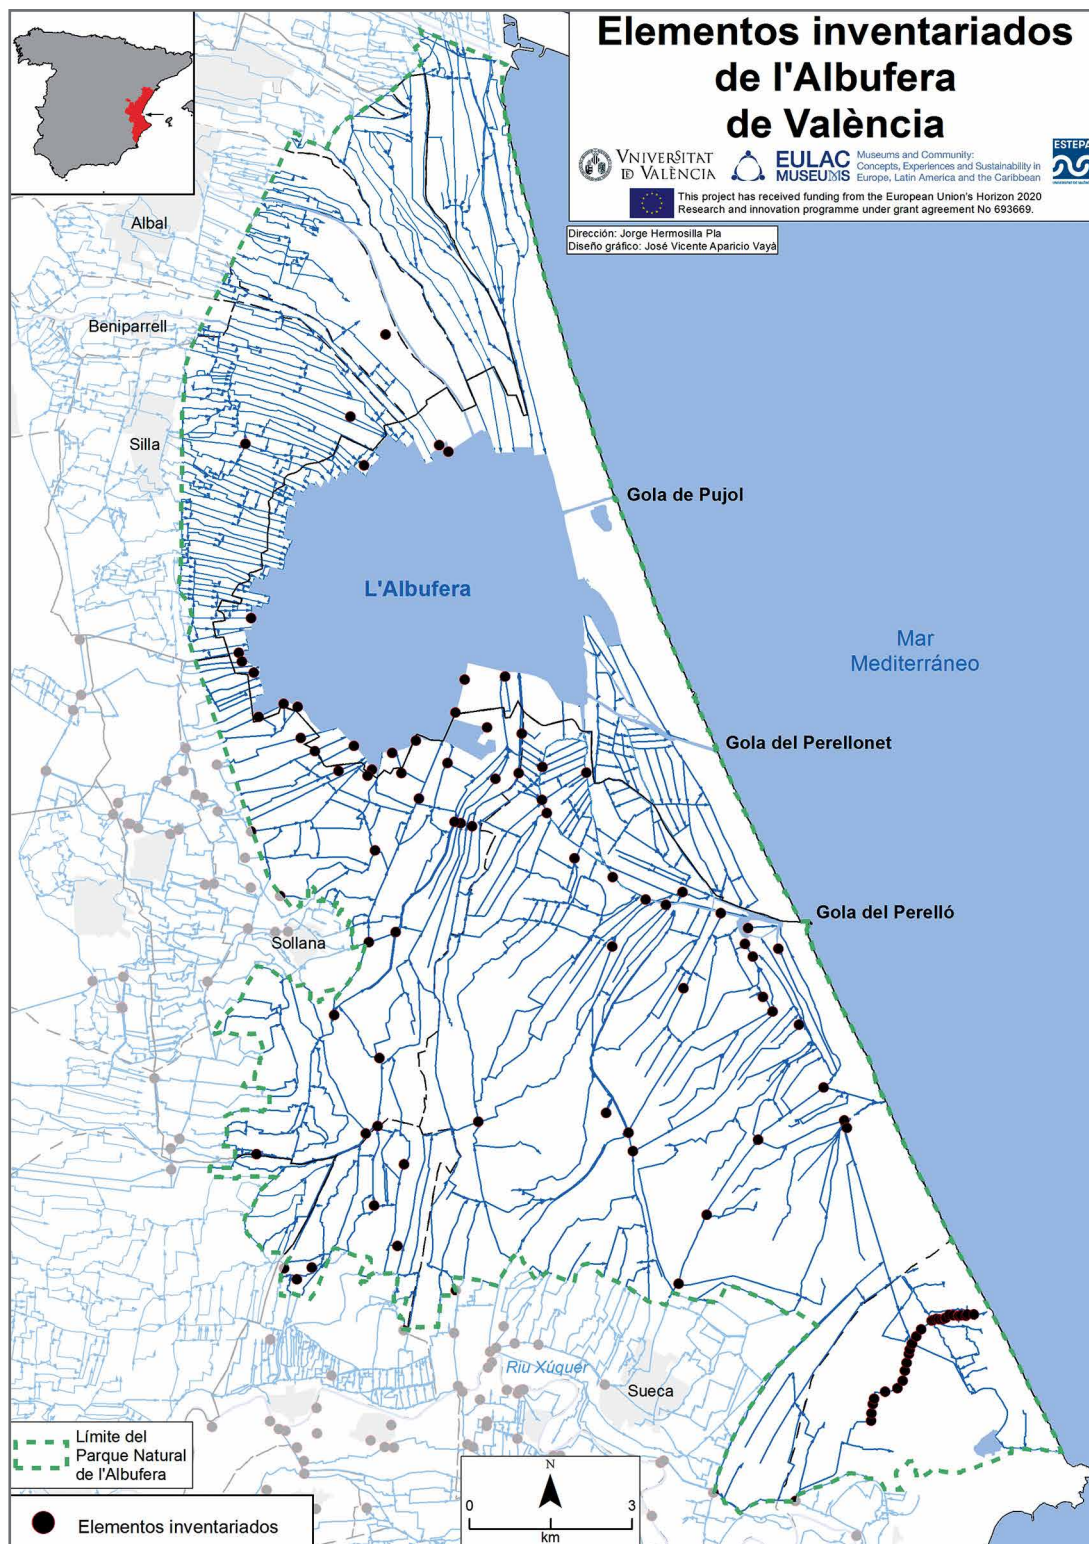 Elementos inventariados
de l'Albufera
de València
VNIVERSITAT
ID VALÈNCIA
EULAC
MUSEUMS
Museums and Community:
Concepts, Experiences and Sustainability in
Europe, Latin America and the Caribbean
ESTEPA
This project has received funding from the European Union's Horizon 2020
Research and innovation programme under grant agreement No 693669.
Dirección: Jorge Hermosilla Pla
Diseño gráfico: José Vicente Aparicio Vayà
Albal
Beniparrell
Silla
Gola de Pujol
L'Albufera
Mar
Mediterráneo
Gola del Perellonet
Gola del Perelló
Sollana
Riu Xúquer
Sueca
Límite del
Parque Natural
de l'Albufera
Elementos inventariados
N
0 3
km